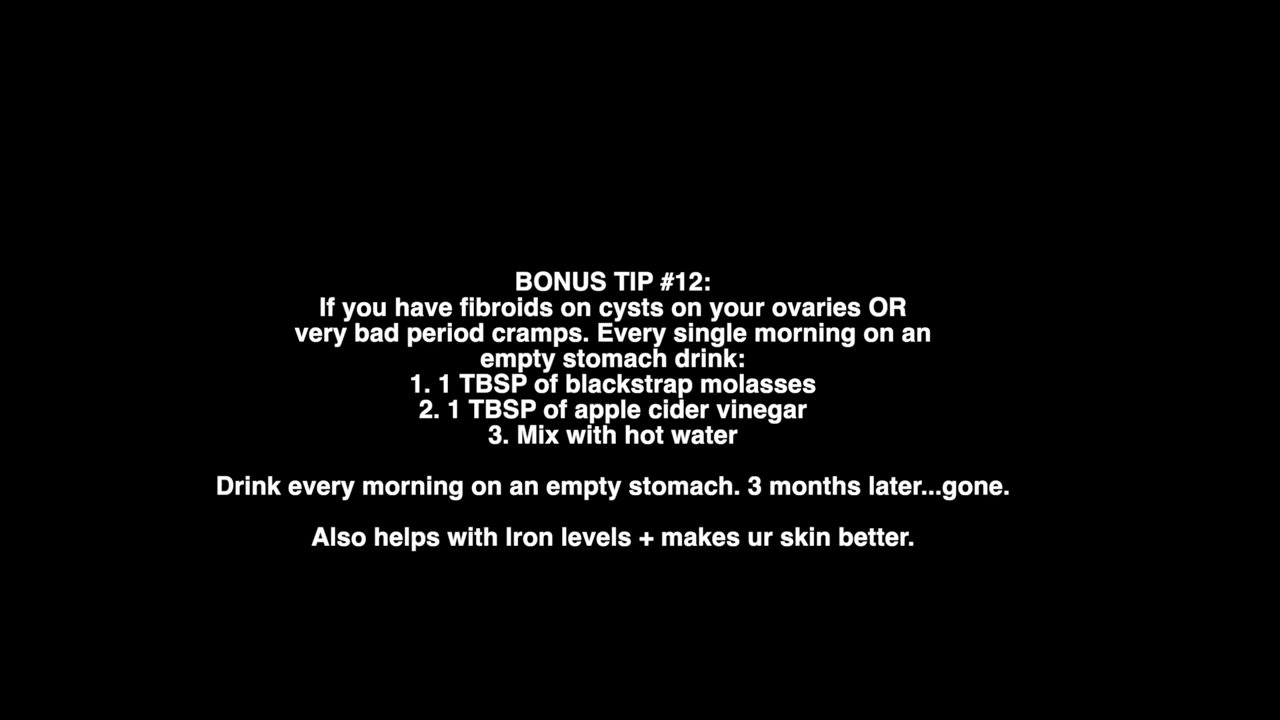 BONUS TIP #12:
If you have fibroids on cysts on your ovaries OR
very bad period cramps. Every single morning on an
empty stomach drink:
1. 1 TBSP of blackstrap molasses
2. 1 TBSP of apple cider vinegar
3. Mix with hot water
Drink every morning on an empty stomach. 3 months later...gone.
Also helps with Iron levels + makes ur skin better.